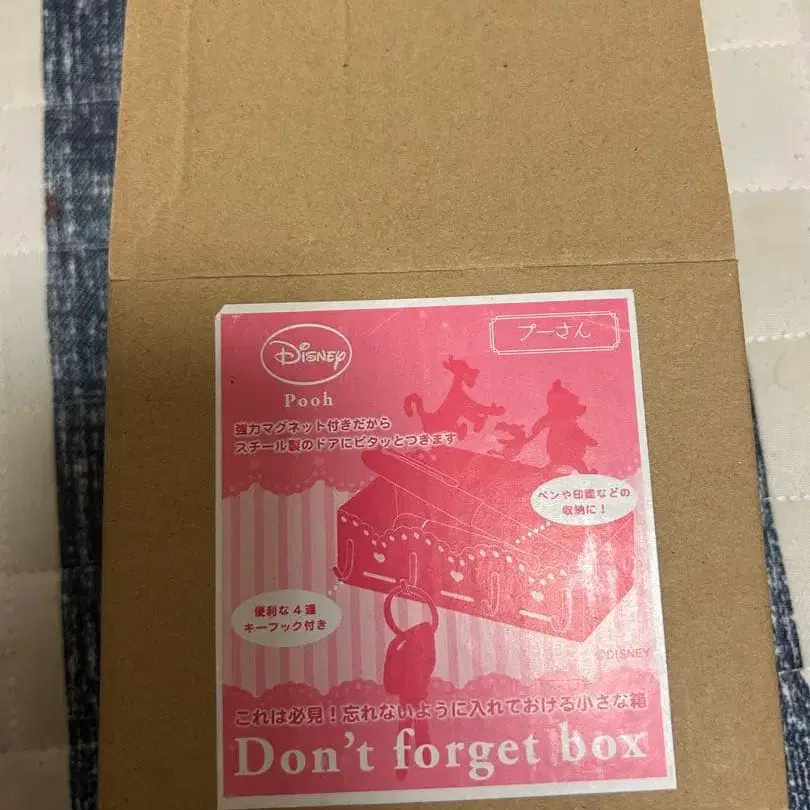 DISNEY
プーさん
Pooh
強力マグネット付きだから
スチール製のドアにピタッとつきます
ペンや印鑑などの
収納に!
便利な4連
キーフック付き
©DISNEY
これは必見!忘れないように入れておける小さな箱
Don't forget box